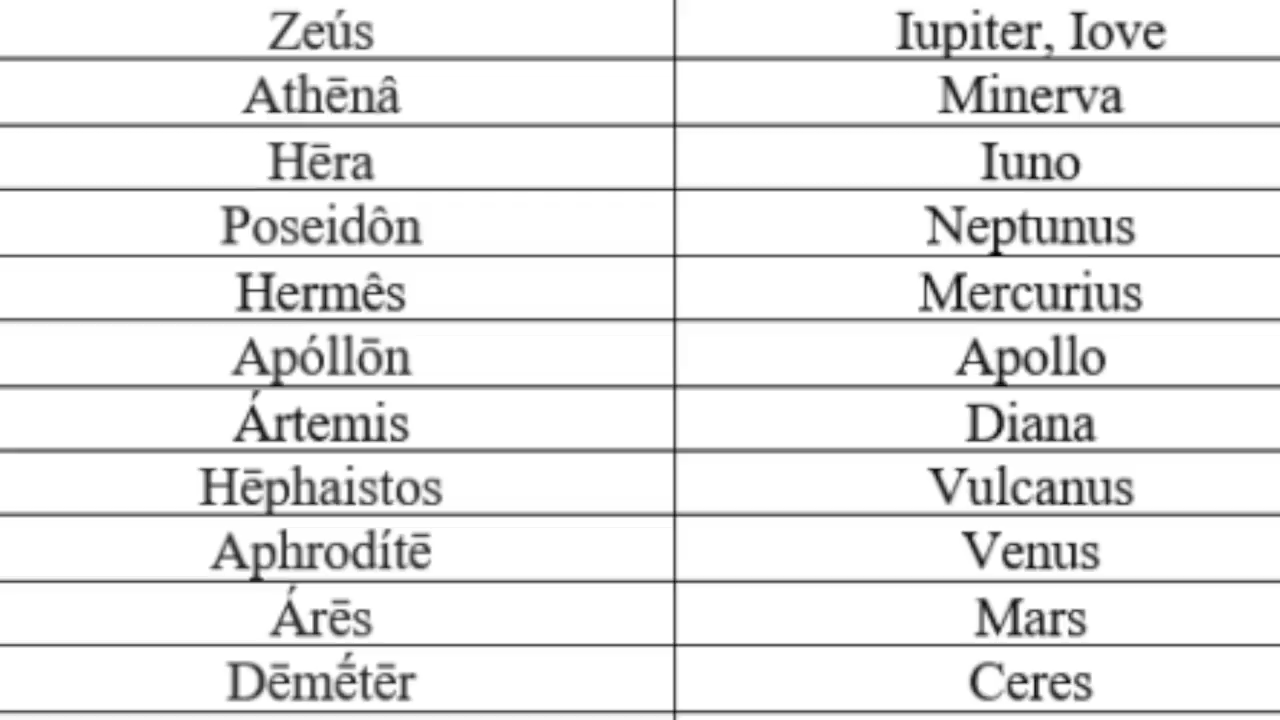 Zeús Iupiter, Iove
Athēnâ Minerva
Hēra Iuno
Poseidôn Neptunus
Hermês Mercurius
Apóllōn Apollo
Ártemis Diana
Hēphaistos Vulcanus
Aphrodítē Venus
Árēs Mars
Dēmḗtēr Ceres